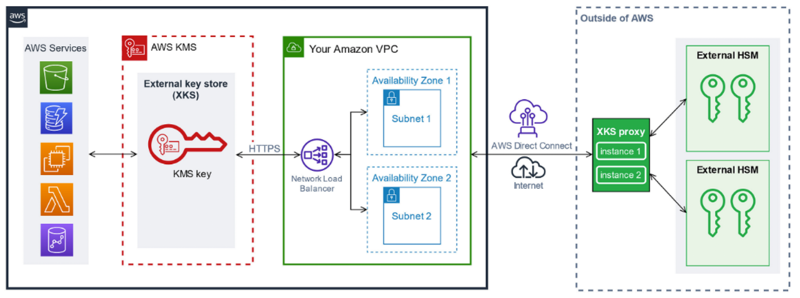 aws
Outside of AWS
AWS Services
AWS KMS
External key store
(XKS)
KMS key
HTTPS
Your Amazon VPC
Network Load
Balancer
Availability Zone 1
Subnet 1
Availability Zone 2
Subnet 2
AWS Direct Connect
Internet
XKS proxy
instance 1
instance 2
External HSM
External HSM